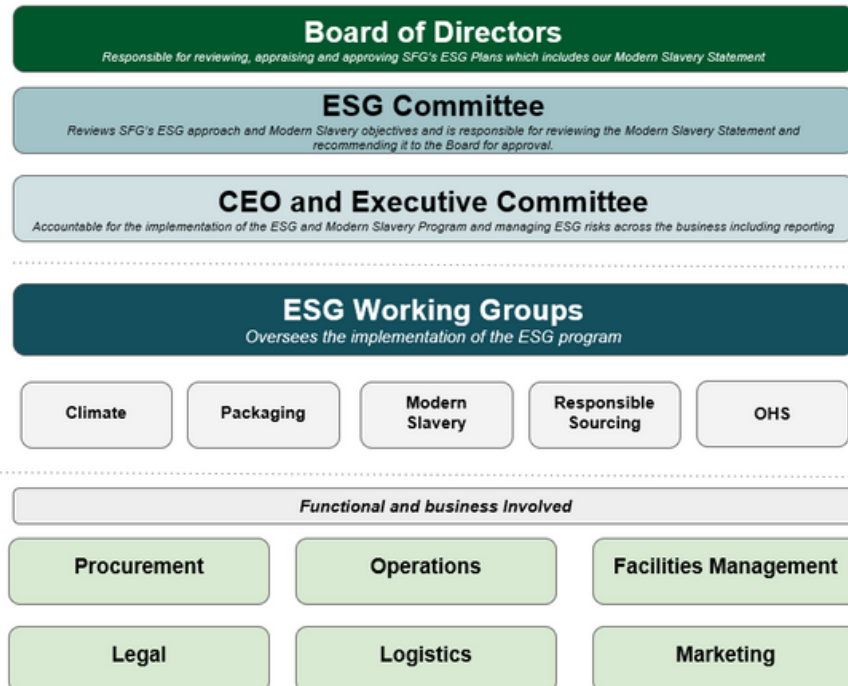 Board of Directors
Responsible for reviewing, appraising and approving SFG's ESG Plans which includes our Modern Slavery Statement
ESG Committee
Reviews SFG's ESG approach and Modern Slavery objectives and is responsible for reviewing the Modern Slavery Statement and
recommending it to the Board for approval.
CEO and Executive Committee
Accountable for the implementation of the ESG and Modern Slavery Program and managing ESG risks across the business including reporting
ESG Working Groups
Oversees the implementation of the ESG program
Climate
Packaging
Modern
Slavery
Responsible
Sourcing
OHS
Functional and business Involved
Procurement
Operations
Facilities Management
Legal
Logistics
Marketing